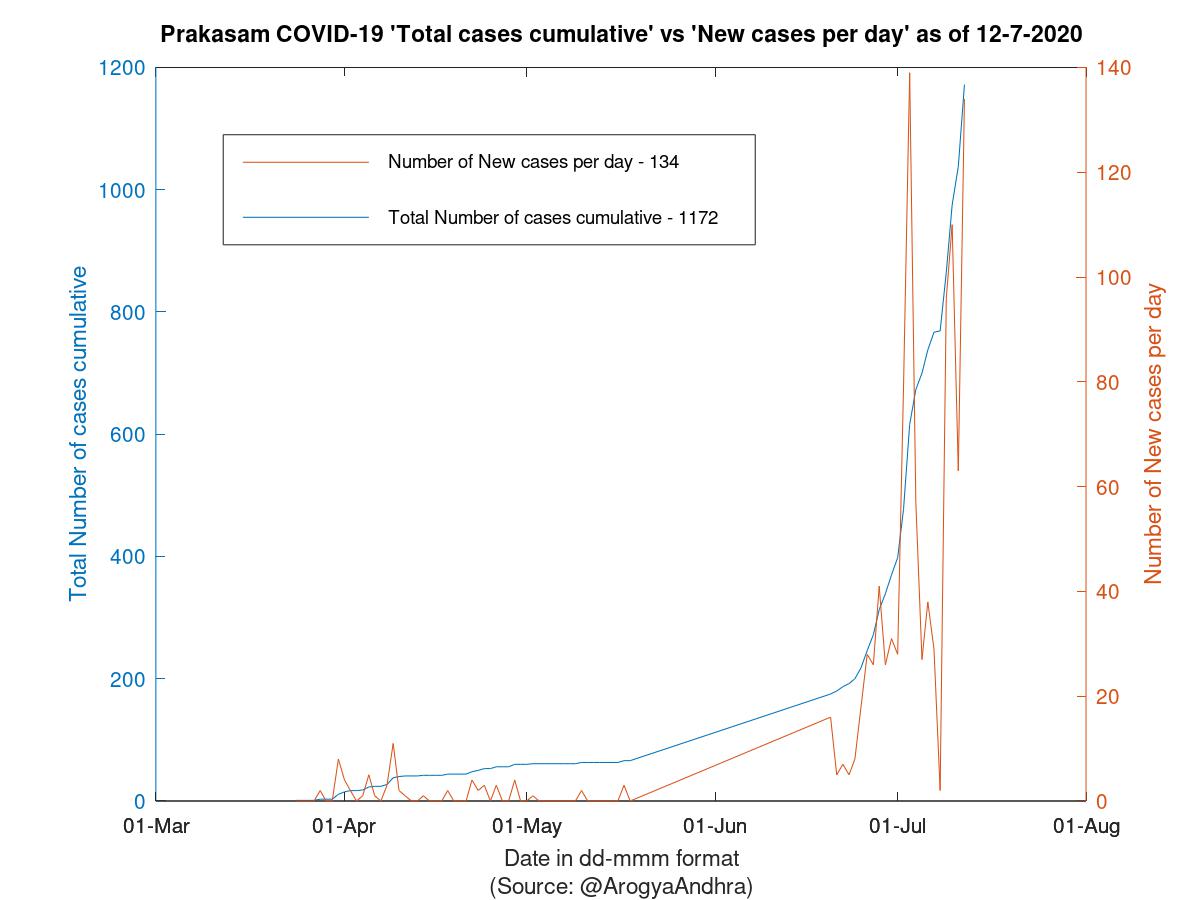 Prakasam COVID-19 'Total cases cumulative' vs 'New cases per day' as of 12-7-2020
1200
1000
800
600
400
200
0
Total Number of cases cumulative
Number of New cases per day - 134
Total Number of cases cumulative - 1172
140
120
100
80
60
40
20
0
Number of New cases per day
01-Mar 01-Apr 01-May 01-Jun 01-Jul 01-Aug
Date in dd-mmm format
(Source: @ArogyaAndhra)